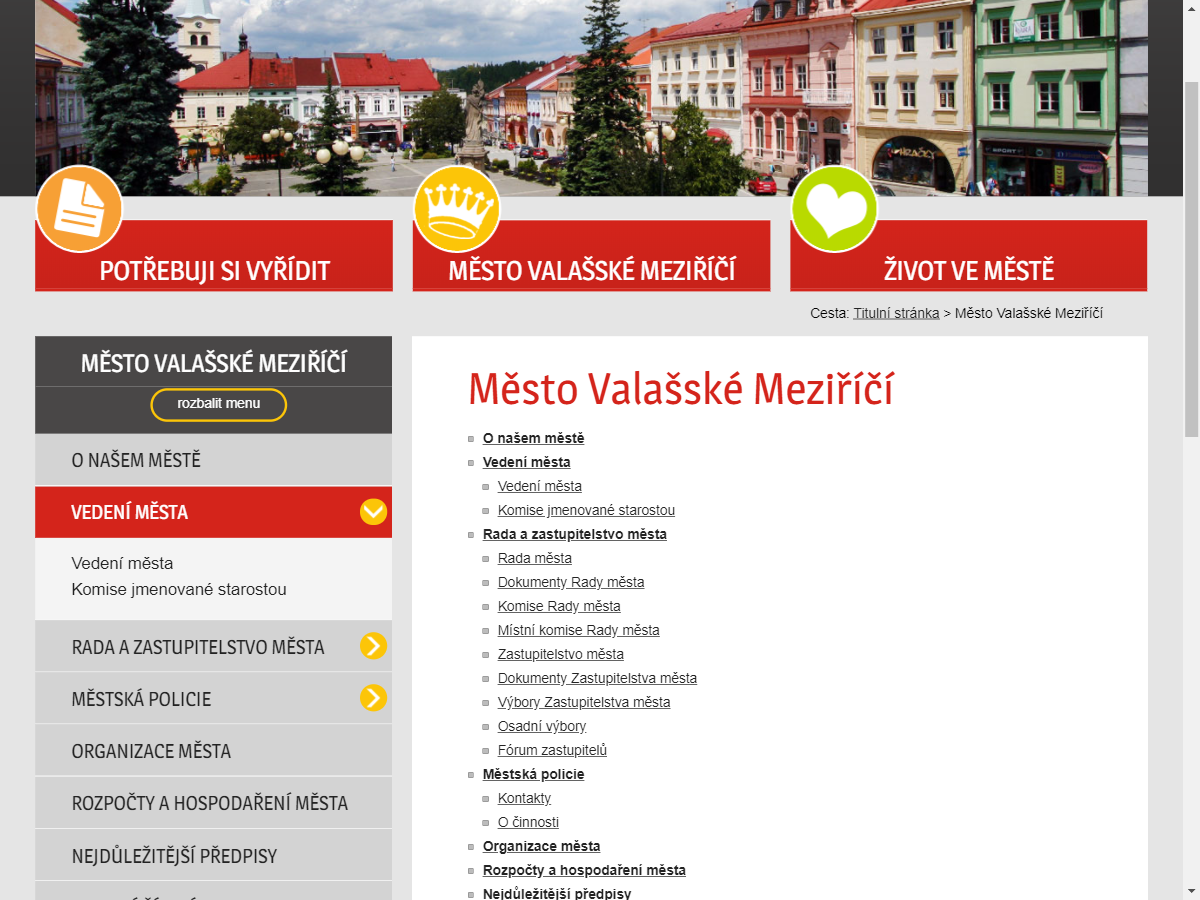 HRAČKY
SPORT
POTŘEBUJI SI VYŘÍDIT
MĚSTO VALAŠSKÉ MEZIŘÍČÍ
ŽIVOT VE MĚSTĚ
Cesta: Titulní stránka > Město Valašské Meziříčí
MĚSTO VALAŠSKÉ MEZIŘÍČÍ
rozbalit menu
O NAŠEM MĚSTĚ
VEDENÍ MĚSTA
Vedení města
Komise jmenované starostou
RADA A ZASTUPITELSTVO MĚSTA
MĚSTSKÁ POLICIE
ORGANIZACE MĚSTA
ROZPOČTY A HOSPODAŘENÍ MĚSTA
NEJDŮLEŽITĚJŠÍ PŘEDPISY
Město Valašské Meziříčí
O našem městě
Vedení města
Vedení města
Komise jmenované starostou
Rada a zastupitelstvo města
Rada města
Dokumenty Rady města
Komise Rady města
Místní komise Rady města
Zastupitelstvo města
Dokumenty Zastupitelstva města
Výbory Zastupitelstva města
Osadní výbory
Fórum zastupitelů
Městská policie
Kontakty
O činnosti
Organizace města
Rozpočty a hospodaření města
Nejdůležitější předpisy